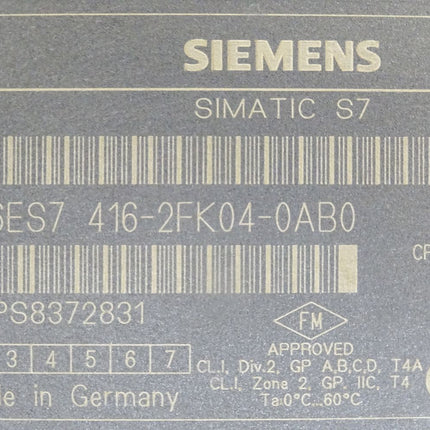 SIEMENS
SIMATIC S7
6ES7 416-2FK04-0AB0
CP
PS8372831
FM
3 4 5 6 7
APPROVED
CL.I, Div.2, GP A,B,C,D, T4A
CL.I, Zone 2, GP. IIC, T4
Ta:0°C...60°C
in Germany